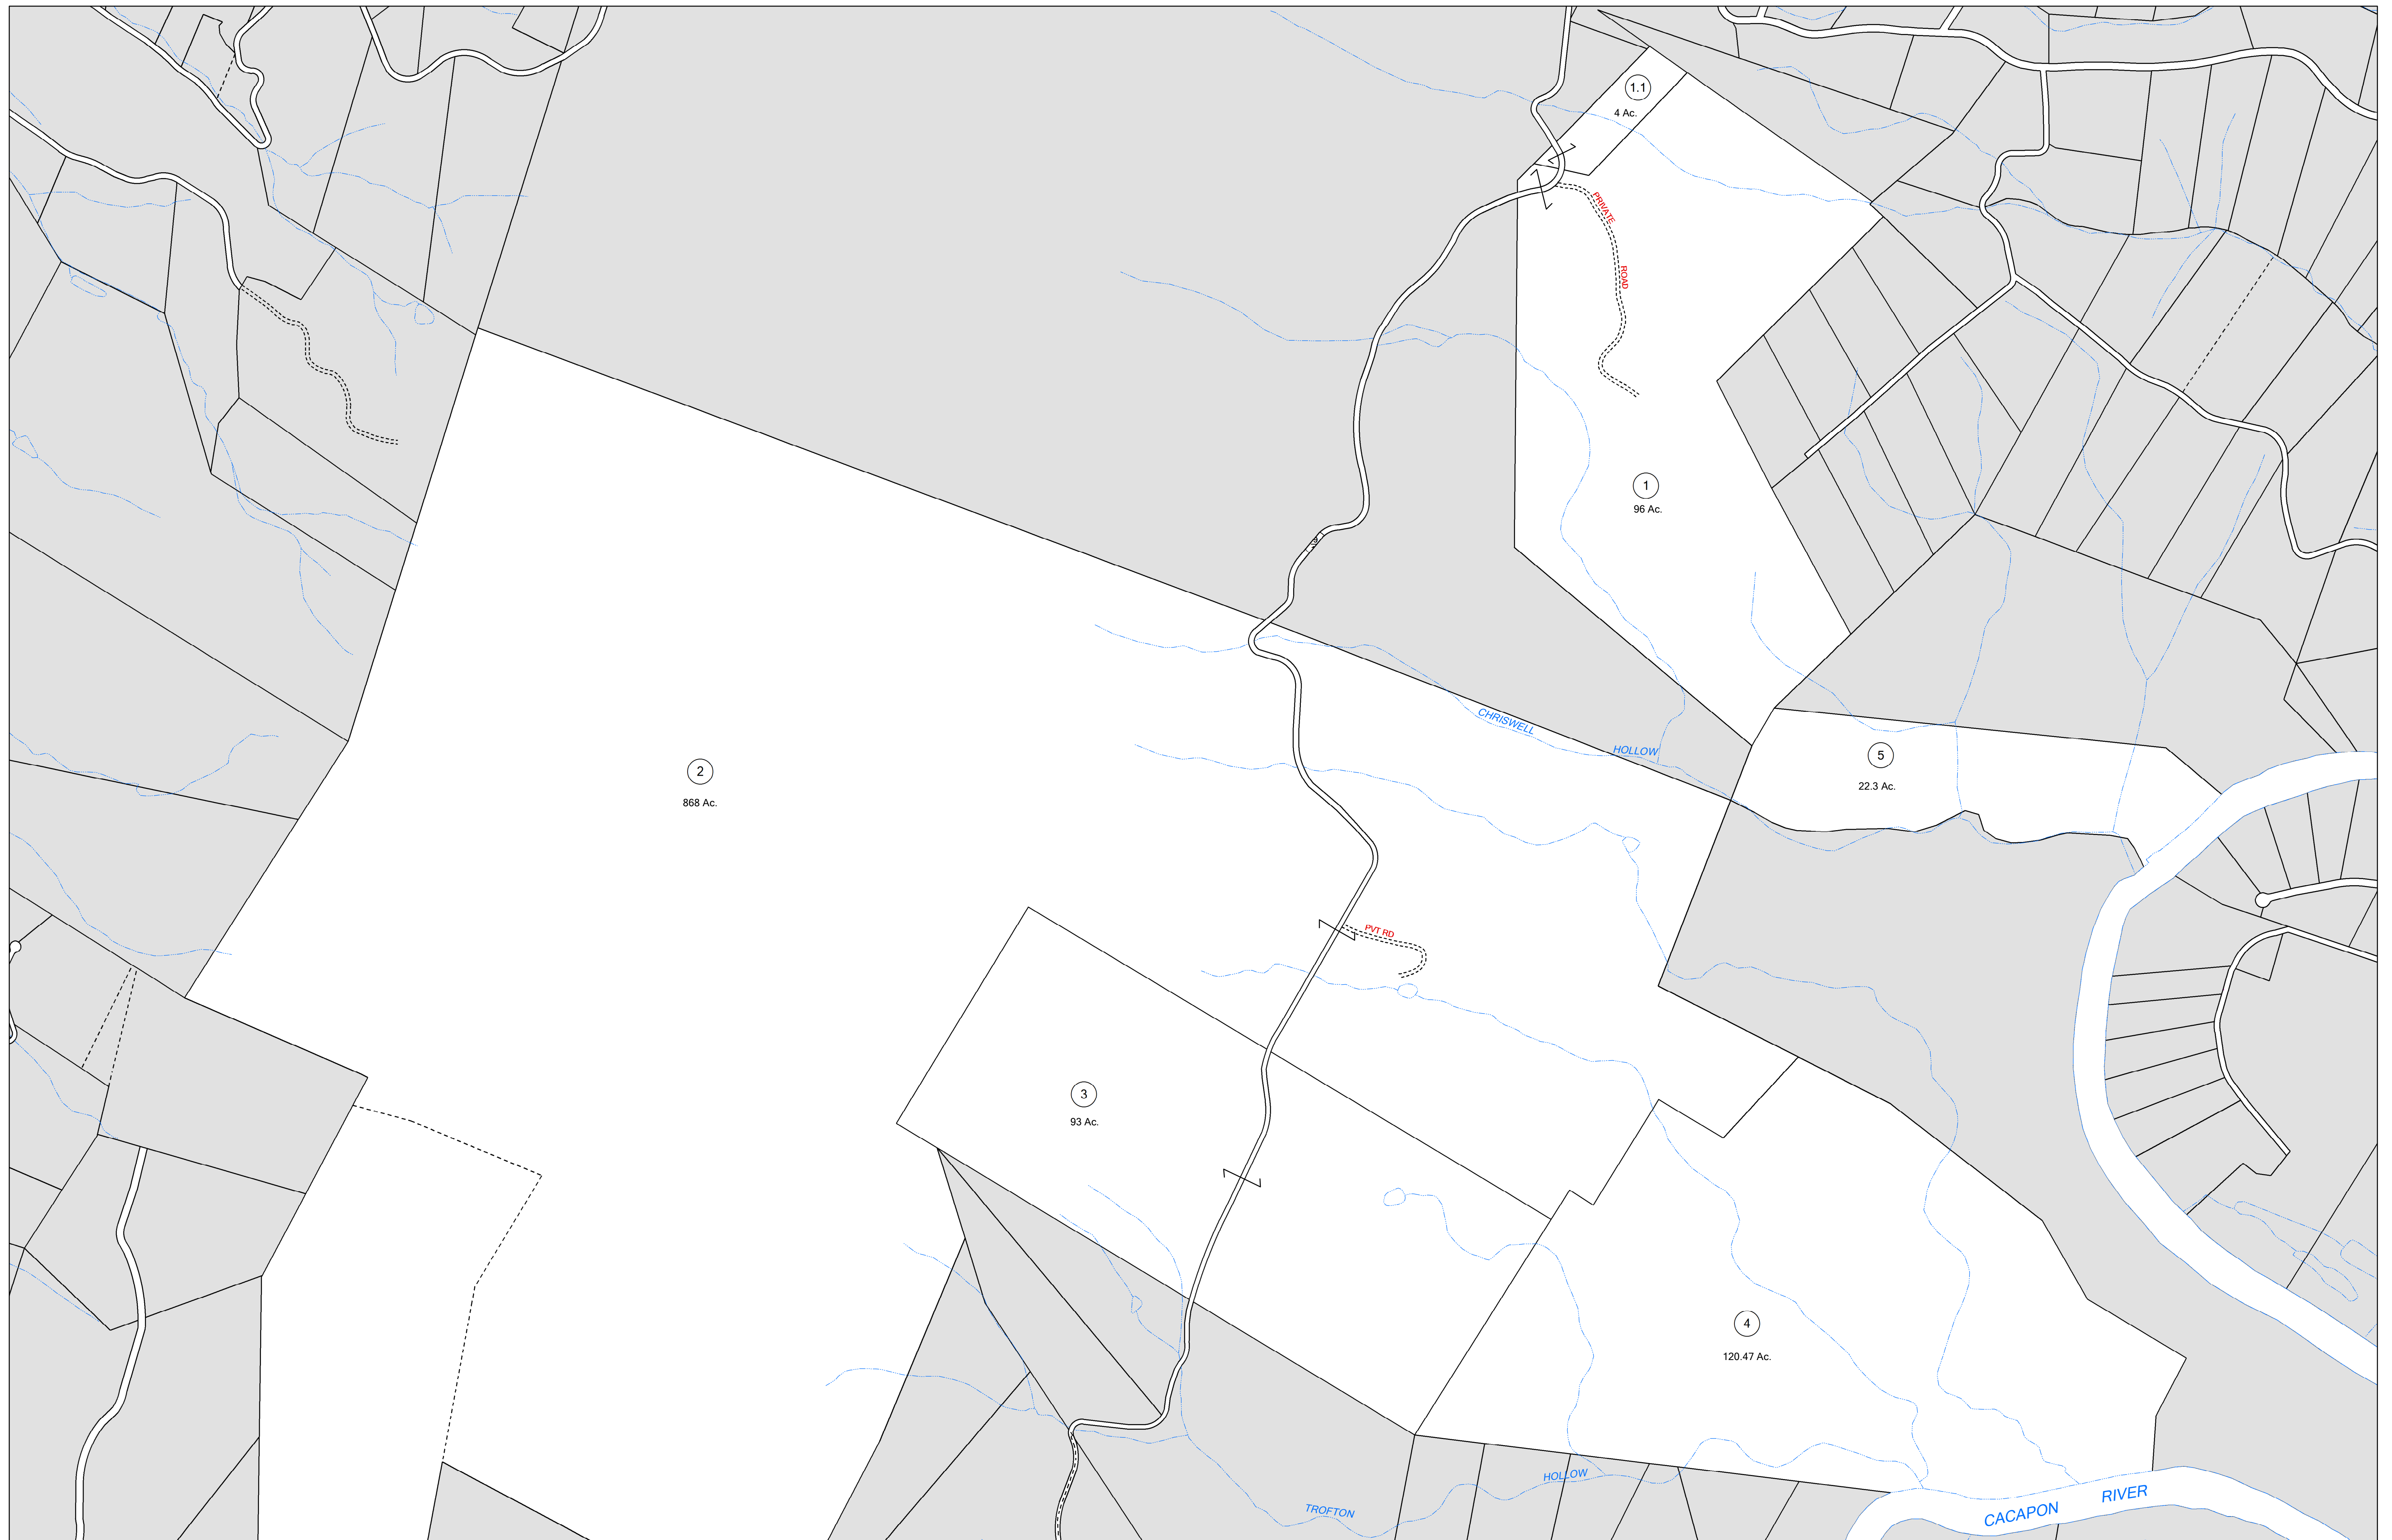 1.1
4 Ac.
PRIVATE
ROAD
1
96 Ac.
CHRISWELL
HOLLOW
5
22.3 Ac.
2
868 Ac.
PVT RD
3
93 Ac.
4
120.47 Ac.
HOLLOW
TROFTON
CACAPON
RIVER